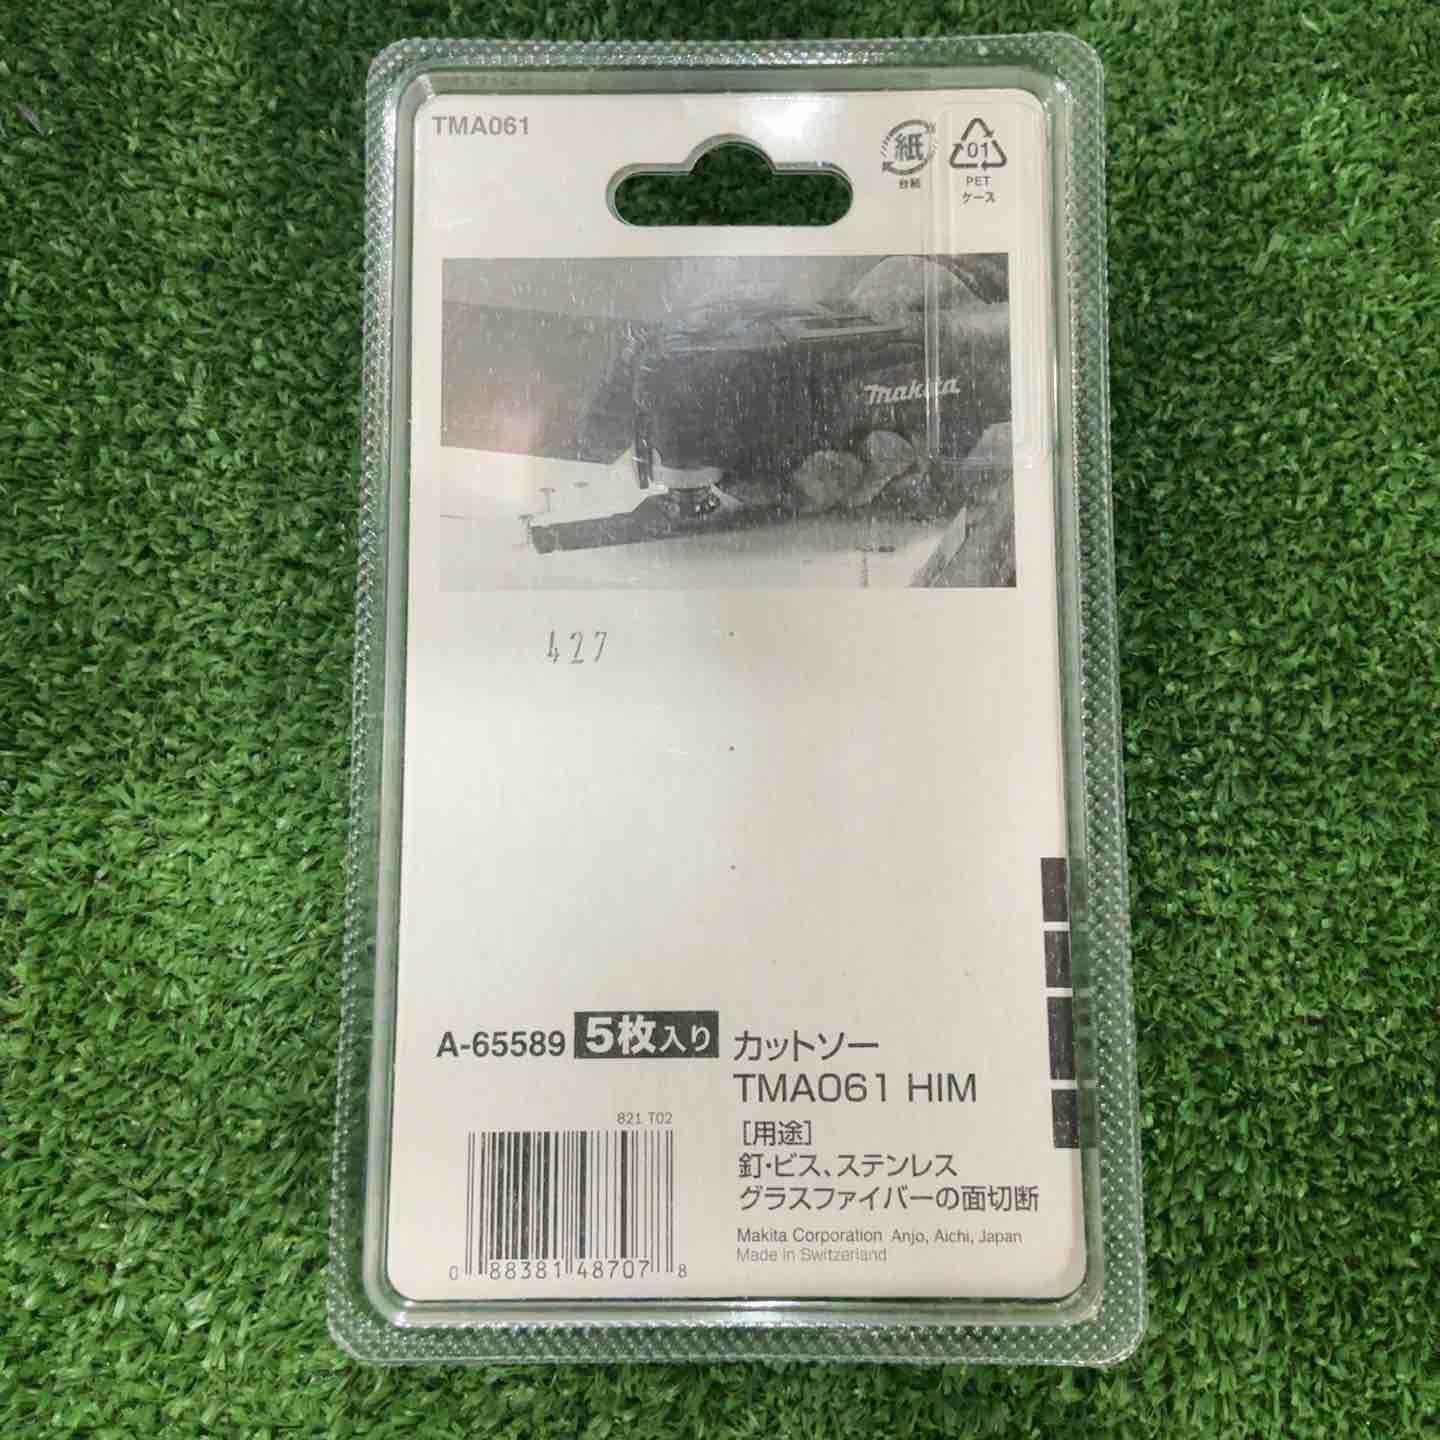 TMA061
紙
台紙
01
PET
ケース
makita
427
A-65589 5枚入り
カットソー
TMA061 HIM
[用途]
釘・ビス、ステンレス
グラスファイバーの面切断
Makita Corporation Anjo, Aichi, Japan
Made in Switzerland
821 T02
0 88381 48707 8